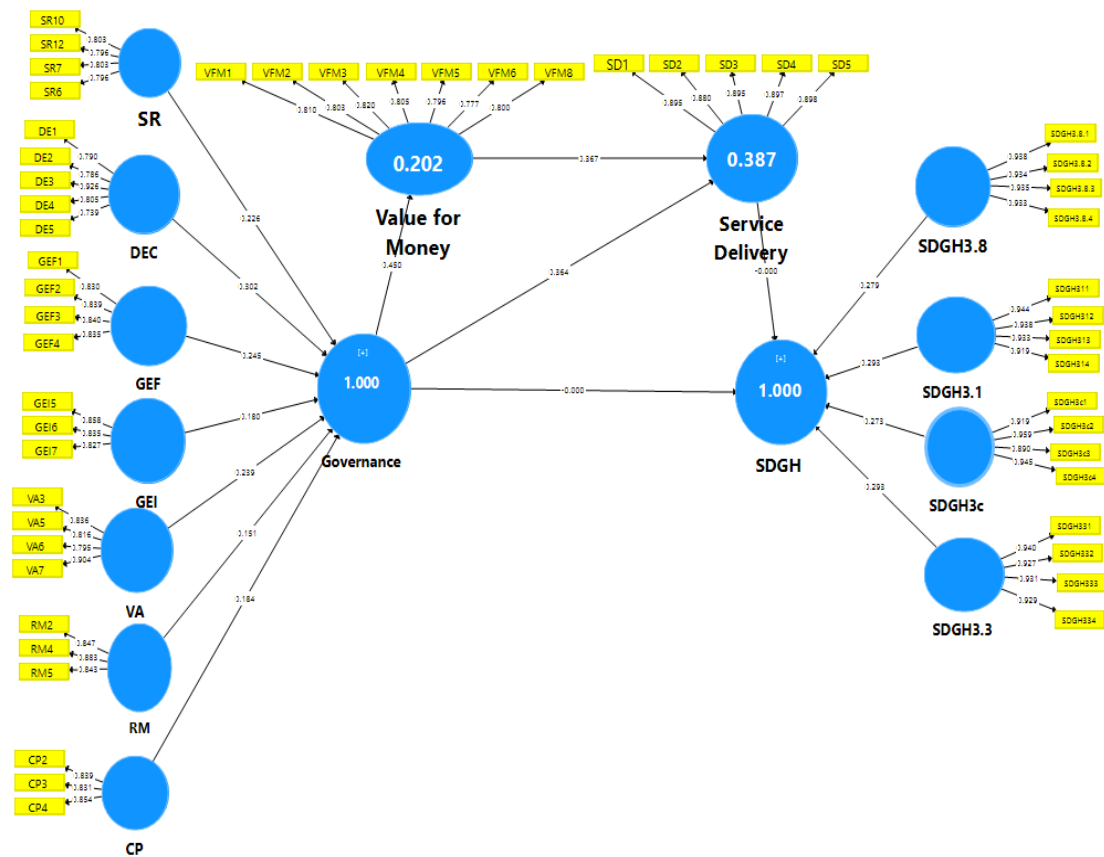 SR10
SR12
SR7
SR6
0.803
0.796
0.803
0.796
SR
DE1
DE2
DE3
DE4
DE5
0.790
0.786
0.926
0.805
0.739
DEC
GEF1
GEF2
GEF3
GEF4
0.830
0.839
0.840
0.835
GEF
GEI5
GEI6
GEI7
0.858
0.835
0.827
GEI
VA3
VA5
VA6
VA7
0.836
0.816
0.795
0.904
VA
RM2
RM4
RM5
0.847
0.883
0.843
RM
CP2
CP3
CP4
0.839
0.831
0.854
CP
0.226
0.302
0.245
0.180
0.239
0.151
0.184
[+]
1.000
Governance
VFM1
VFM2
VFM3
VFM4
VFM5
VFM6
VFM8
0.810
0.803
0.820
0.805
0.796
0.777
0.800
0.202
Value for
Money
0.450
0.367
0.364
-0.000
SD1
SD2
SD3
SD4
SD5
0.895
0.880
0.895
0.897
0.898
0.387
Service
Delivery
-0.000
[+]
1.000
SDGH
0.279
0.293
0.273
0.293
SDGH3.8.1
SDGH3.8.2
SDGH3.8.3
SDGH3.8.4
0.938
0.934
0.935
0.933
SDGH3.8
SDGH311
SDGH312
SDGH313
SDGH314
0.944
0.938
0.933
0.919
SDGH3.1
SDGH3c1
SDGH3c2
SDGH3c3
SDGH3c4
0.919
0.959
0.890
0.945
SDGH3c
SDGH331
SDGH332
SDGH333
SDGH334
0.940
0.927
0.931
0.929
SDGH3.3